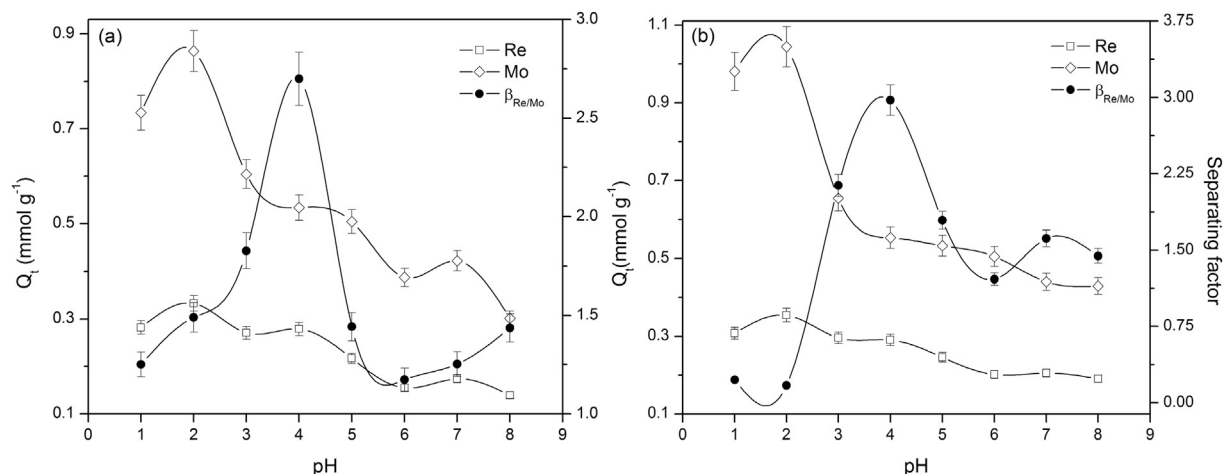 (a)
Re
Mo
β_Re/Mo
Q_t (mmol g⁻¹)
0.9
0.7
0.5
0.3
0.1
3.0
2.5
2.0
1.5
1.0
0 1 2 3 4 5 6 7 8 9
pH
(b)
Re
Mo
β_Re/Mo
Q_t(mmol g⁻¹)
1.1
0.9
0.7
0.5
0.3
0.1
3.75
3.00
2.25
1.50
0.75
0.00
Separating factor
0 1 2 3 4 5 6 7 8 9
pH